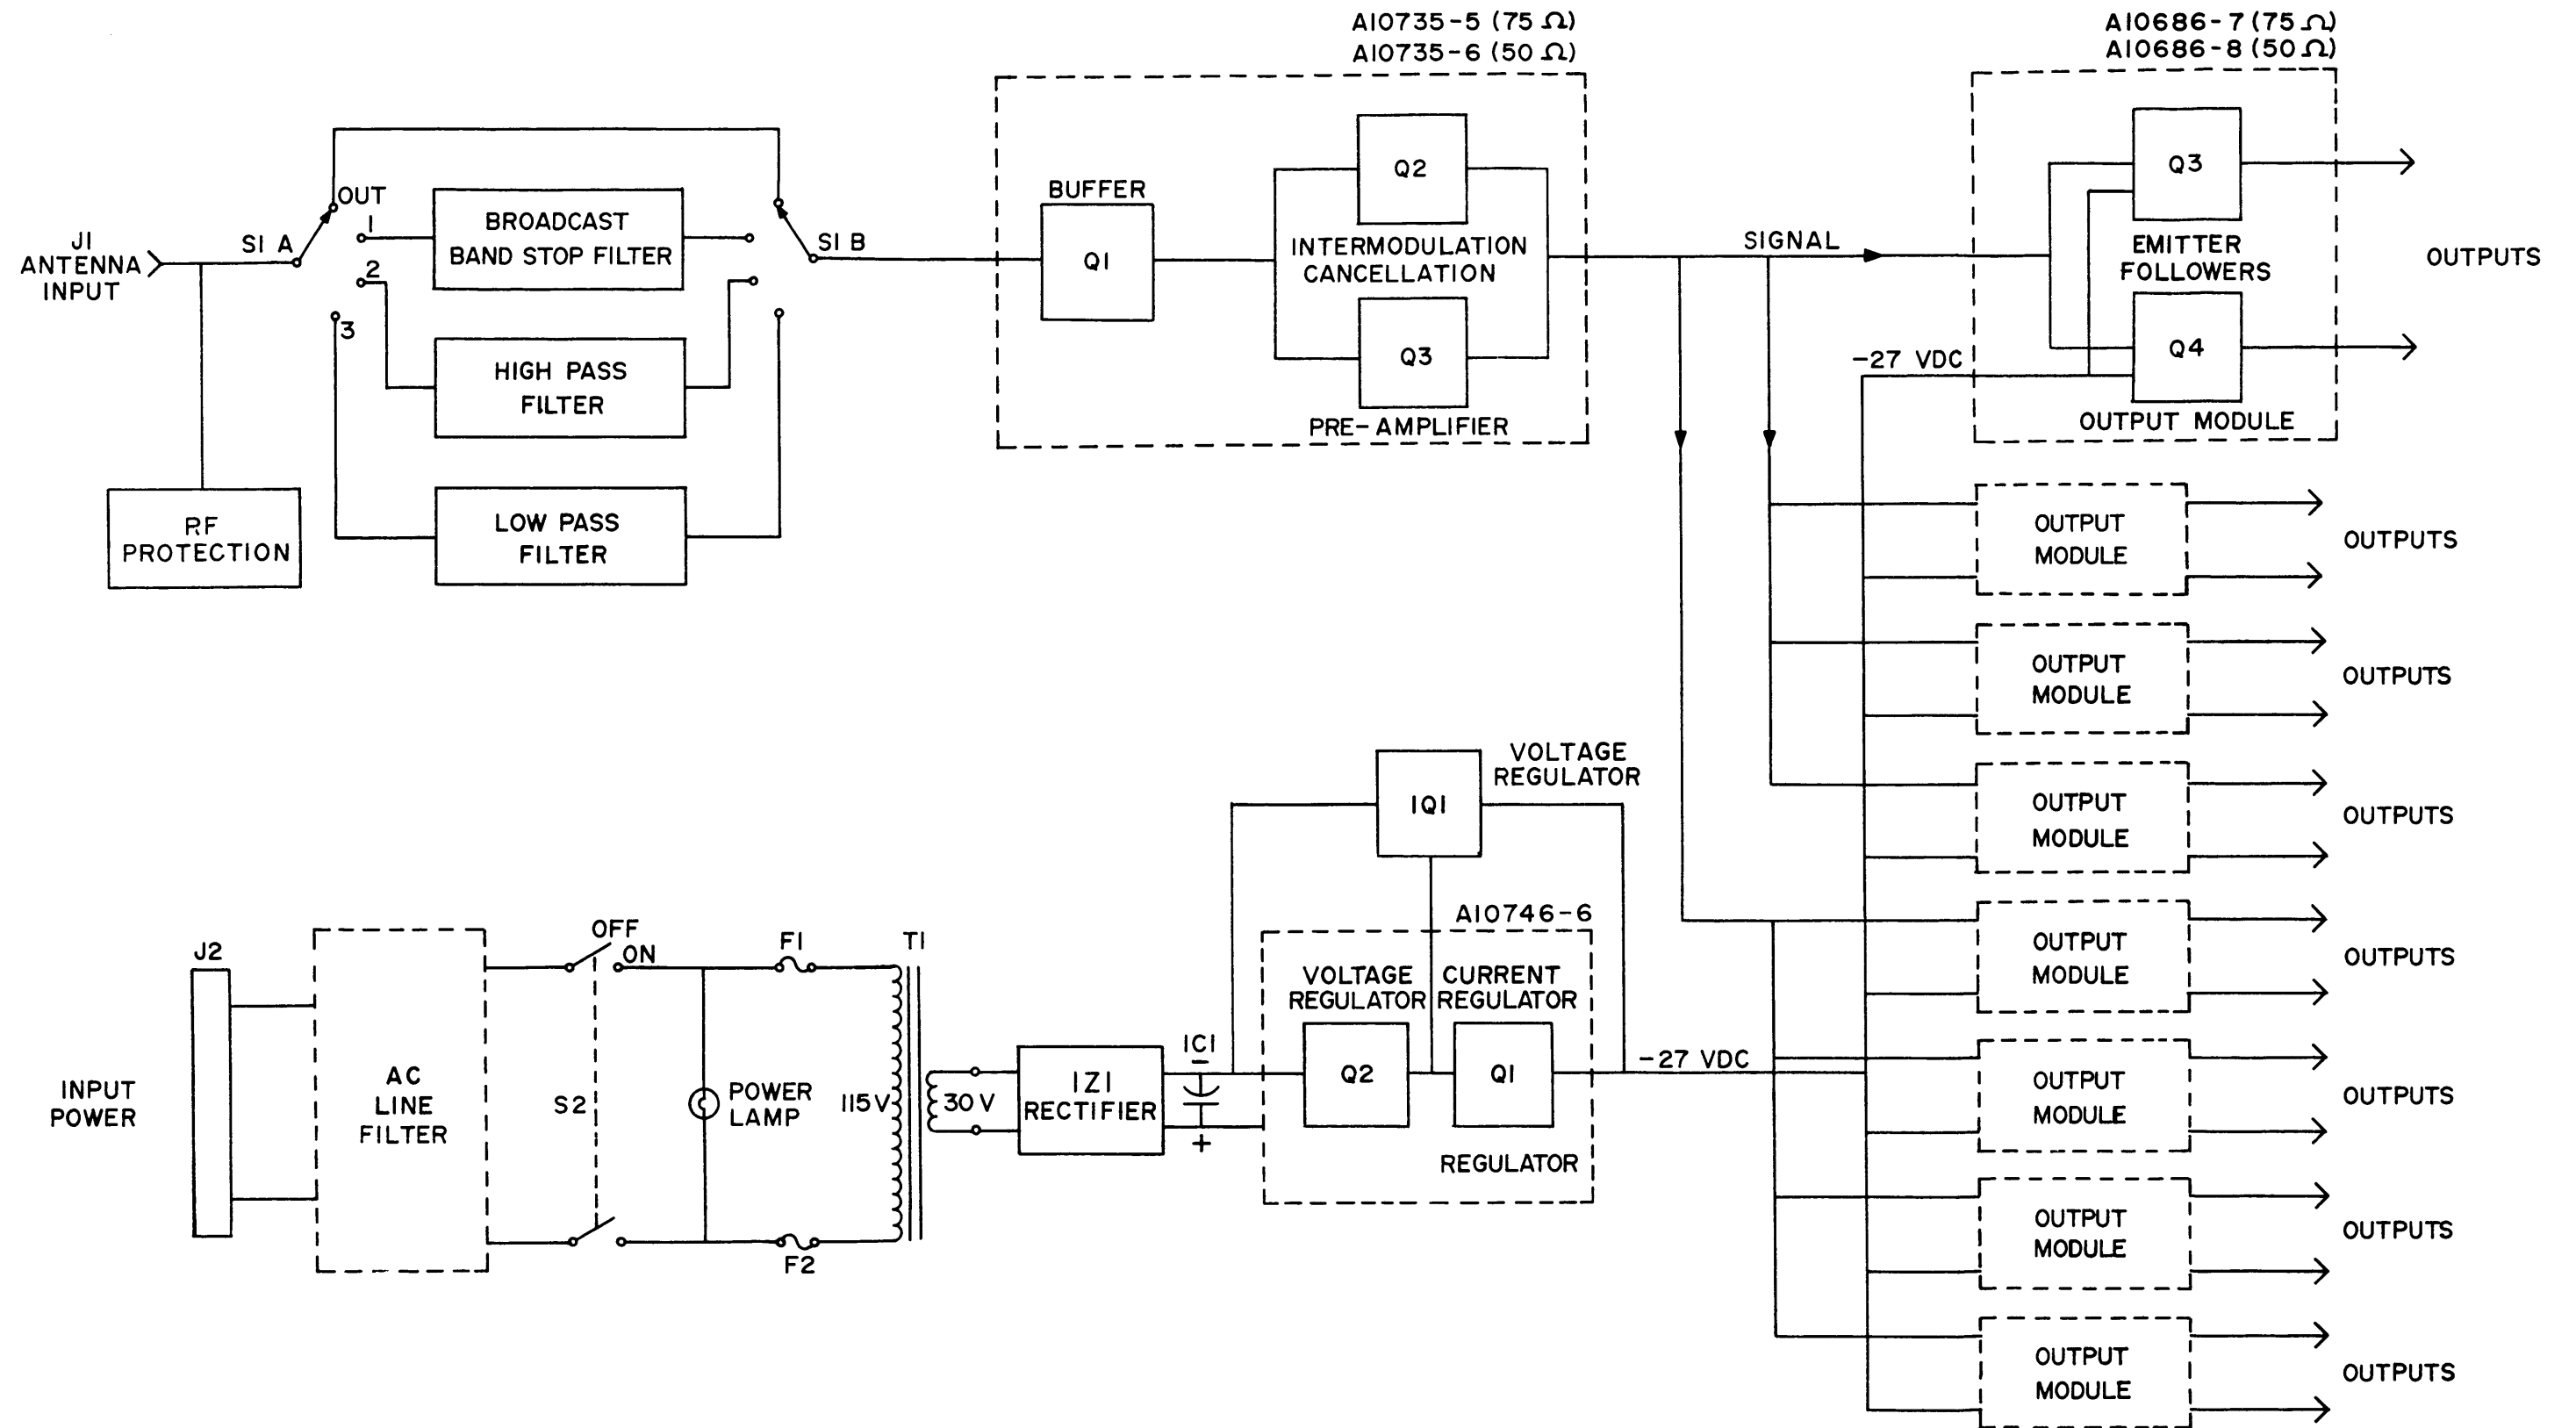 A10735-5 (75 Ω)
A10735-6 (50 Ω)
A10686-7 (75 Ω)
A10686-8 (50 Ω)
J1
ANTENNA
INPUT
S1 A
OUT
1
2
3
BROADCAST
BAND STOP FILTER
HIGH PASS
FILTER
LOW PASS
FILTER
RF
PROTECTION
S1 B
BUFFER
Q1
Q2
INTERMODULATION
CANCELLATION
Q3
PRE-AMPLIFIER
SIGNAL
Q3
EMITTER
FOLLOWERS
Q4
OUTPUT MODULE
OUTPUTS
-27 VDC
OUTPUT
MODULE
OUTPUTS
OUTPUT
MODULE
OUTPUTS
OUTPUT
MODULE
OUTPUTS
OUTPUT
MODULE
OUTPUTS
OUTPUT
MODULE
OUTPUTS
OUTPUT
MODULE
OUTPUTS
OUTPUT
MODULE
OUTPUTS
INPUT
POWER
J2
AC
LINE
FILTER
OFF
ON
S2
POWER
LAMP
F1
F2
T1
115 V
30 V
1Z1
RECTIFIER
1C1
-
+
1Q1
VOLTAGE
REGULATOR
A10746-6
VOLTAGE
REGULATOR
CURRENT
REGULATOR
Q2
Q1
REGULATOR
-27 VDC